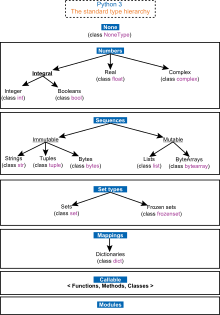 Python 3
The standard type hierarchy
None
(class NoneType)
Numbers
Integral
Real
(class float)
Complex
(class complex)
Integer
(class int)
Booleans
(class bool)
Sequences
Immutable
Mutable
Strings
(class str)
Tuples
(class tuple)
Bytes
(class bytes)
Lists
(class list)
ByteArrays
(class bytearray)
Set types
Sets
(class set)
Frozen sets
(class frozenset)
Mappings
Dictionaries
(class dict)
Callable
< Functions, Methods, Classes >
Modules